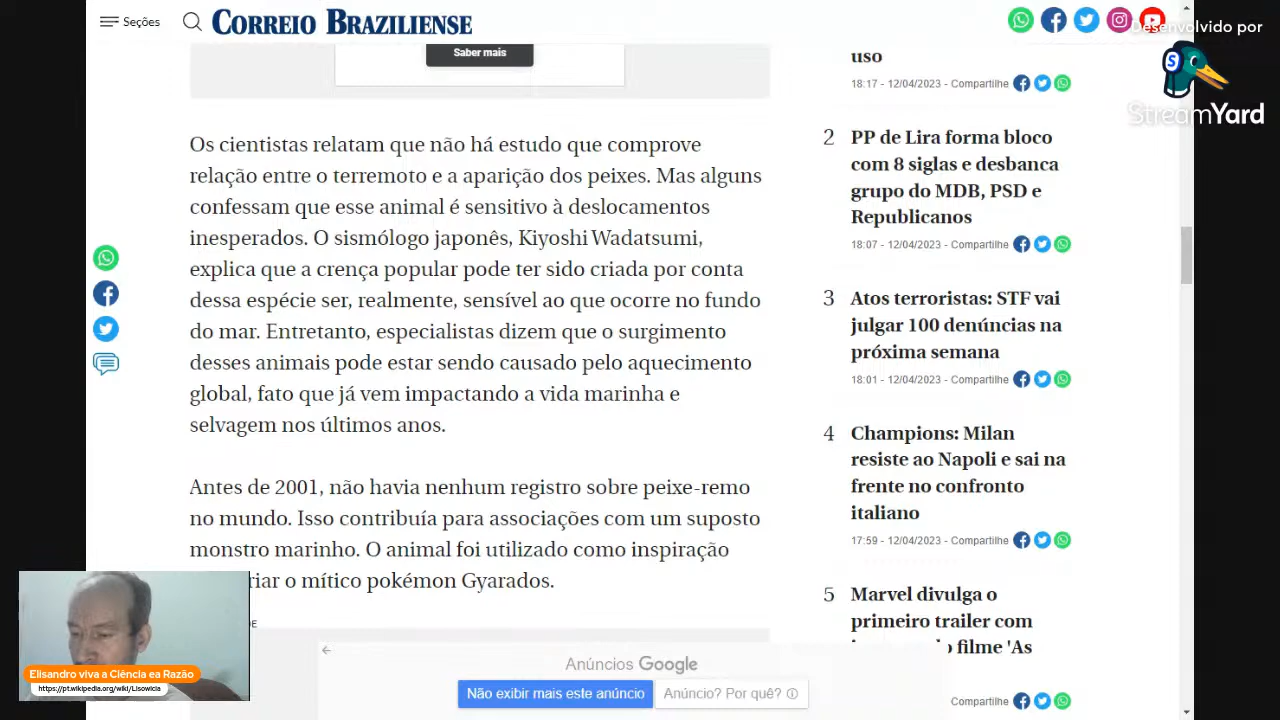 Seções
CORREIO BRAZILIENSE
Desenvolvido por
StreamYard
Saber mais
Os cientistas relatam que não há estudo que comprove
relação entre o terremoto e a aparição dos peixes. Mas alguns
confessam que esse animal é sensitivo à deslocamentos
inesperados. O sismólogo japonês, Kiyoshi Wadatsumi,
explica que a crença popular pode ter sido criada por conta
dessa espécie ser, realmente, sensível ao que ocorre no fundo
do mar. Entretanto, especialistas dizem que o surgimento
desses animais pode estar sendo causado pelo aquecimento
global, fato que já vem impactando a vida marinha e
selvagem nos últimos anos.
Antes de 2001, não havia nenhum registro sobre peixe-remo
no mundo. Isso contribuía para associações com um suposto
monstro marinho. O animal foi utilizado como inspiração
riar o mítico pokémon Gyarados.
DE
uso
18:17 - 12/04/2023 - Compartilhe
2
PP de Lira forma bloco
com 8 siglas e desbanca
grupo do MDB, PSD e
Republicanos
18:07 - 12/04/2023 - Compartilhe
3
Atos terroristas: STF vai
julgar 100 denúncias na
próxima semana
18:01 - 12/04/2023 - Compartilhe
4
Champions: Milan
resiste ao Napoli e sai na
frente no confronto
italiano
17:59 - 12/04/2023 - Compartilhe
5
Marvel divulga o
primeiro trailer com
filme 'As
Compartilhe
Anúncios Google
Não exibir mais este anúncio
Anúncio? Por quê?
Elisandro viva a Ciência ea Razão
https://pt.wikipedia.org/wiki/Lisowicia